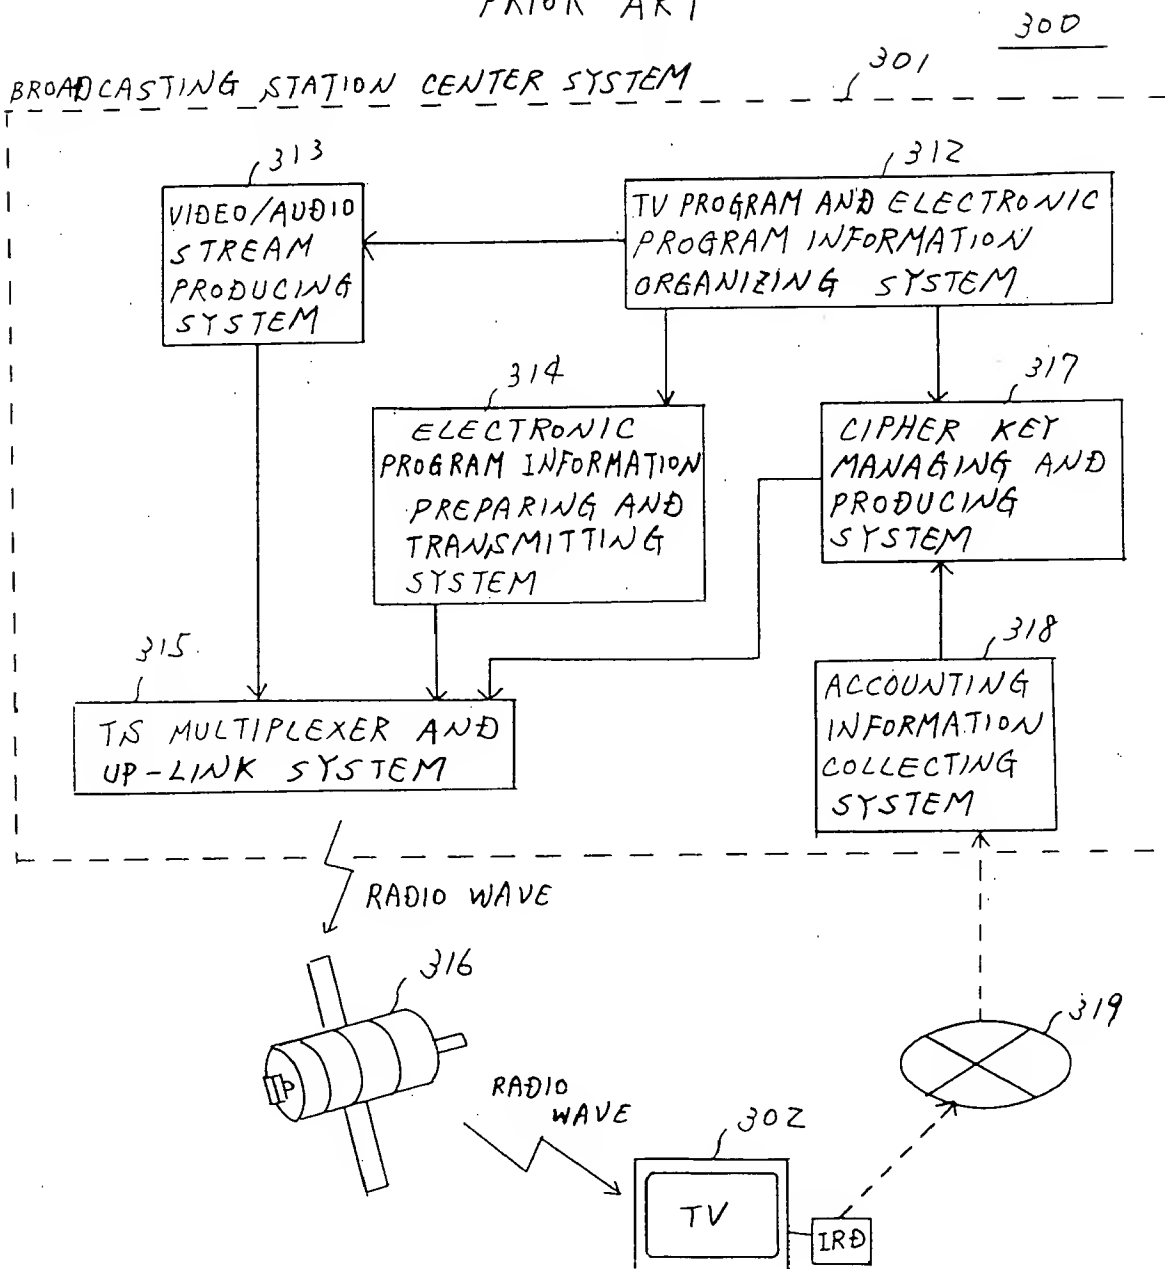 PRIOR ART
300
BROADCASTING STATION CENTER SYSTEM
301
313
312
VIDEO/AUDIO
STREAM
PRODUCING
SYSTEM
TV PROGRAM AND ELECTRONIC
PROGRAM INFORMATION
ORGANIZING SYSTEM
314
317
ELECTRONIC
PROGRAM INFORMATION
PREPARING AND
TRANSMITTING
SYSTEM
CIPHER KEY
MANAGING AND
PRODUCING
SYSTEM
315
318
TS MULTIPLEXER AND
UP-LINK SYSTEM
ACCOUNTING
INFORMATION
COLLECTING
SYSTEM
RADIO WAVE
316
319
RADIO
WAVE
302
TV
IRD